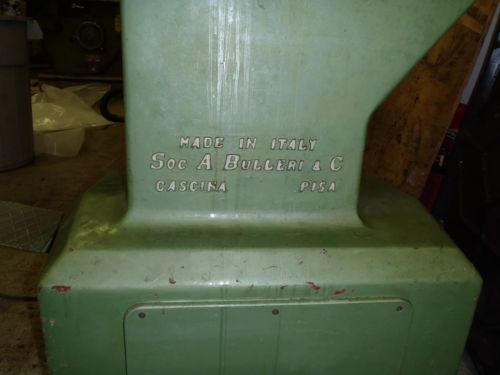 MADE IN ITALY
SOC A BULLERI & C
CASCINA PISA